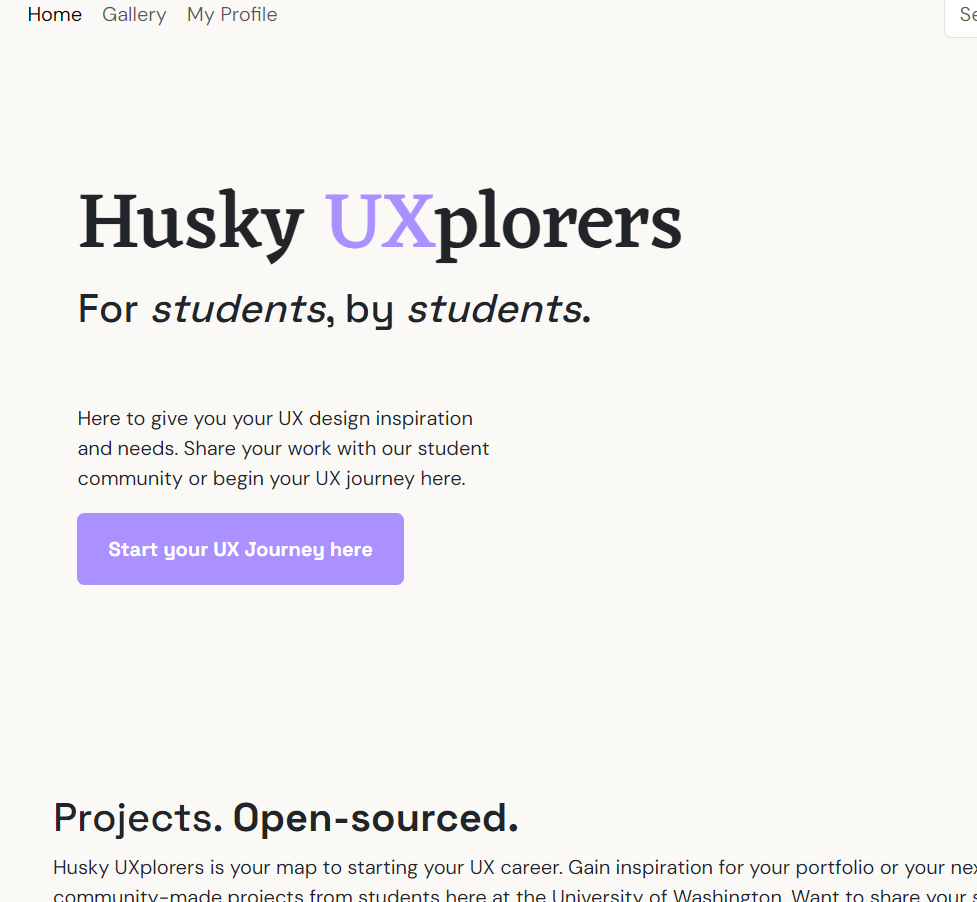 Home Gallery My Profile
Husky UXplorers
For students, by students.
Here to give you your UX design inspiration
and needs. Share your work with our student
community or begin your UX journey here.
Start your UX Journey here
Projects. Open-sourced.
Husky UXplorers is your map to starting your UX career. Gain inspiration for your portfolio or your
community-made projects from students here at the University of Washington. Want to share your